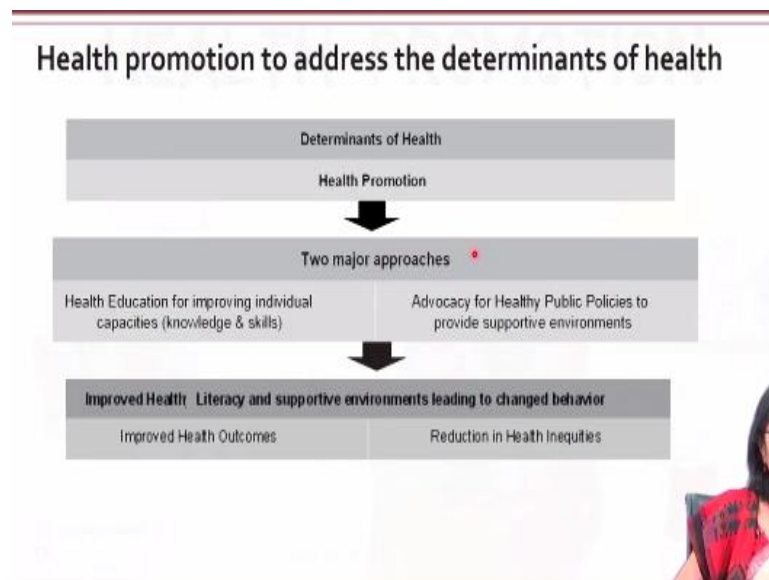 Health promotion to address the determinants of health
Determinants of Health
Health Promotion
Two major approaches
Health Education for improving individual
capacities (knowledge & skills)
Advocacy for Healthy Public Policies to
provide supportive environments
Improved Health Literacy and supportive environments leading to changed behavior
Improved Health Outcomes
Reduction in Health Inequities